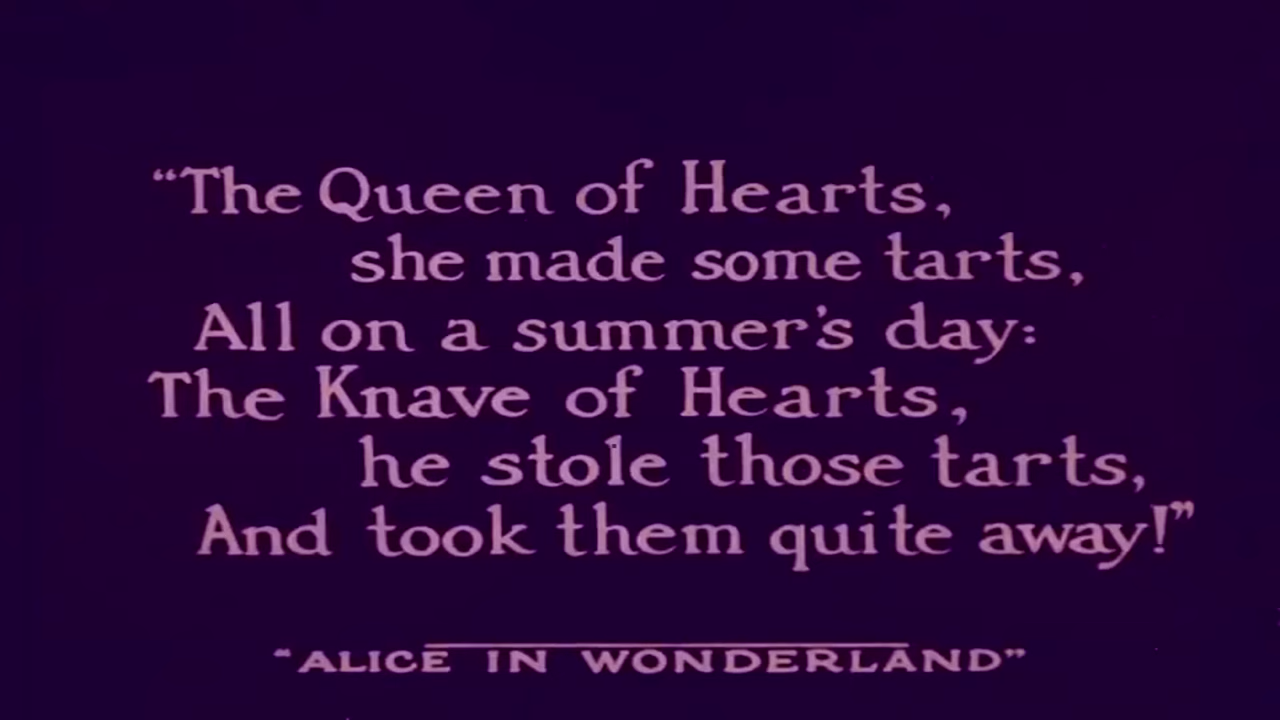 “The Queen of Hearts,
she made some tarts,
All on a summer’s day:
The Knave of Hearts,
he stole those tarts,
And took them quite away!”
“ALICE IN WONDERLAND”